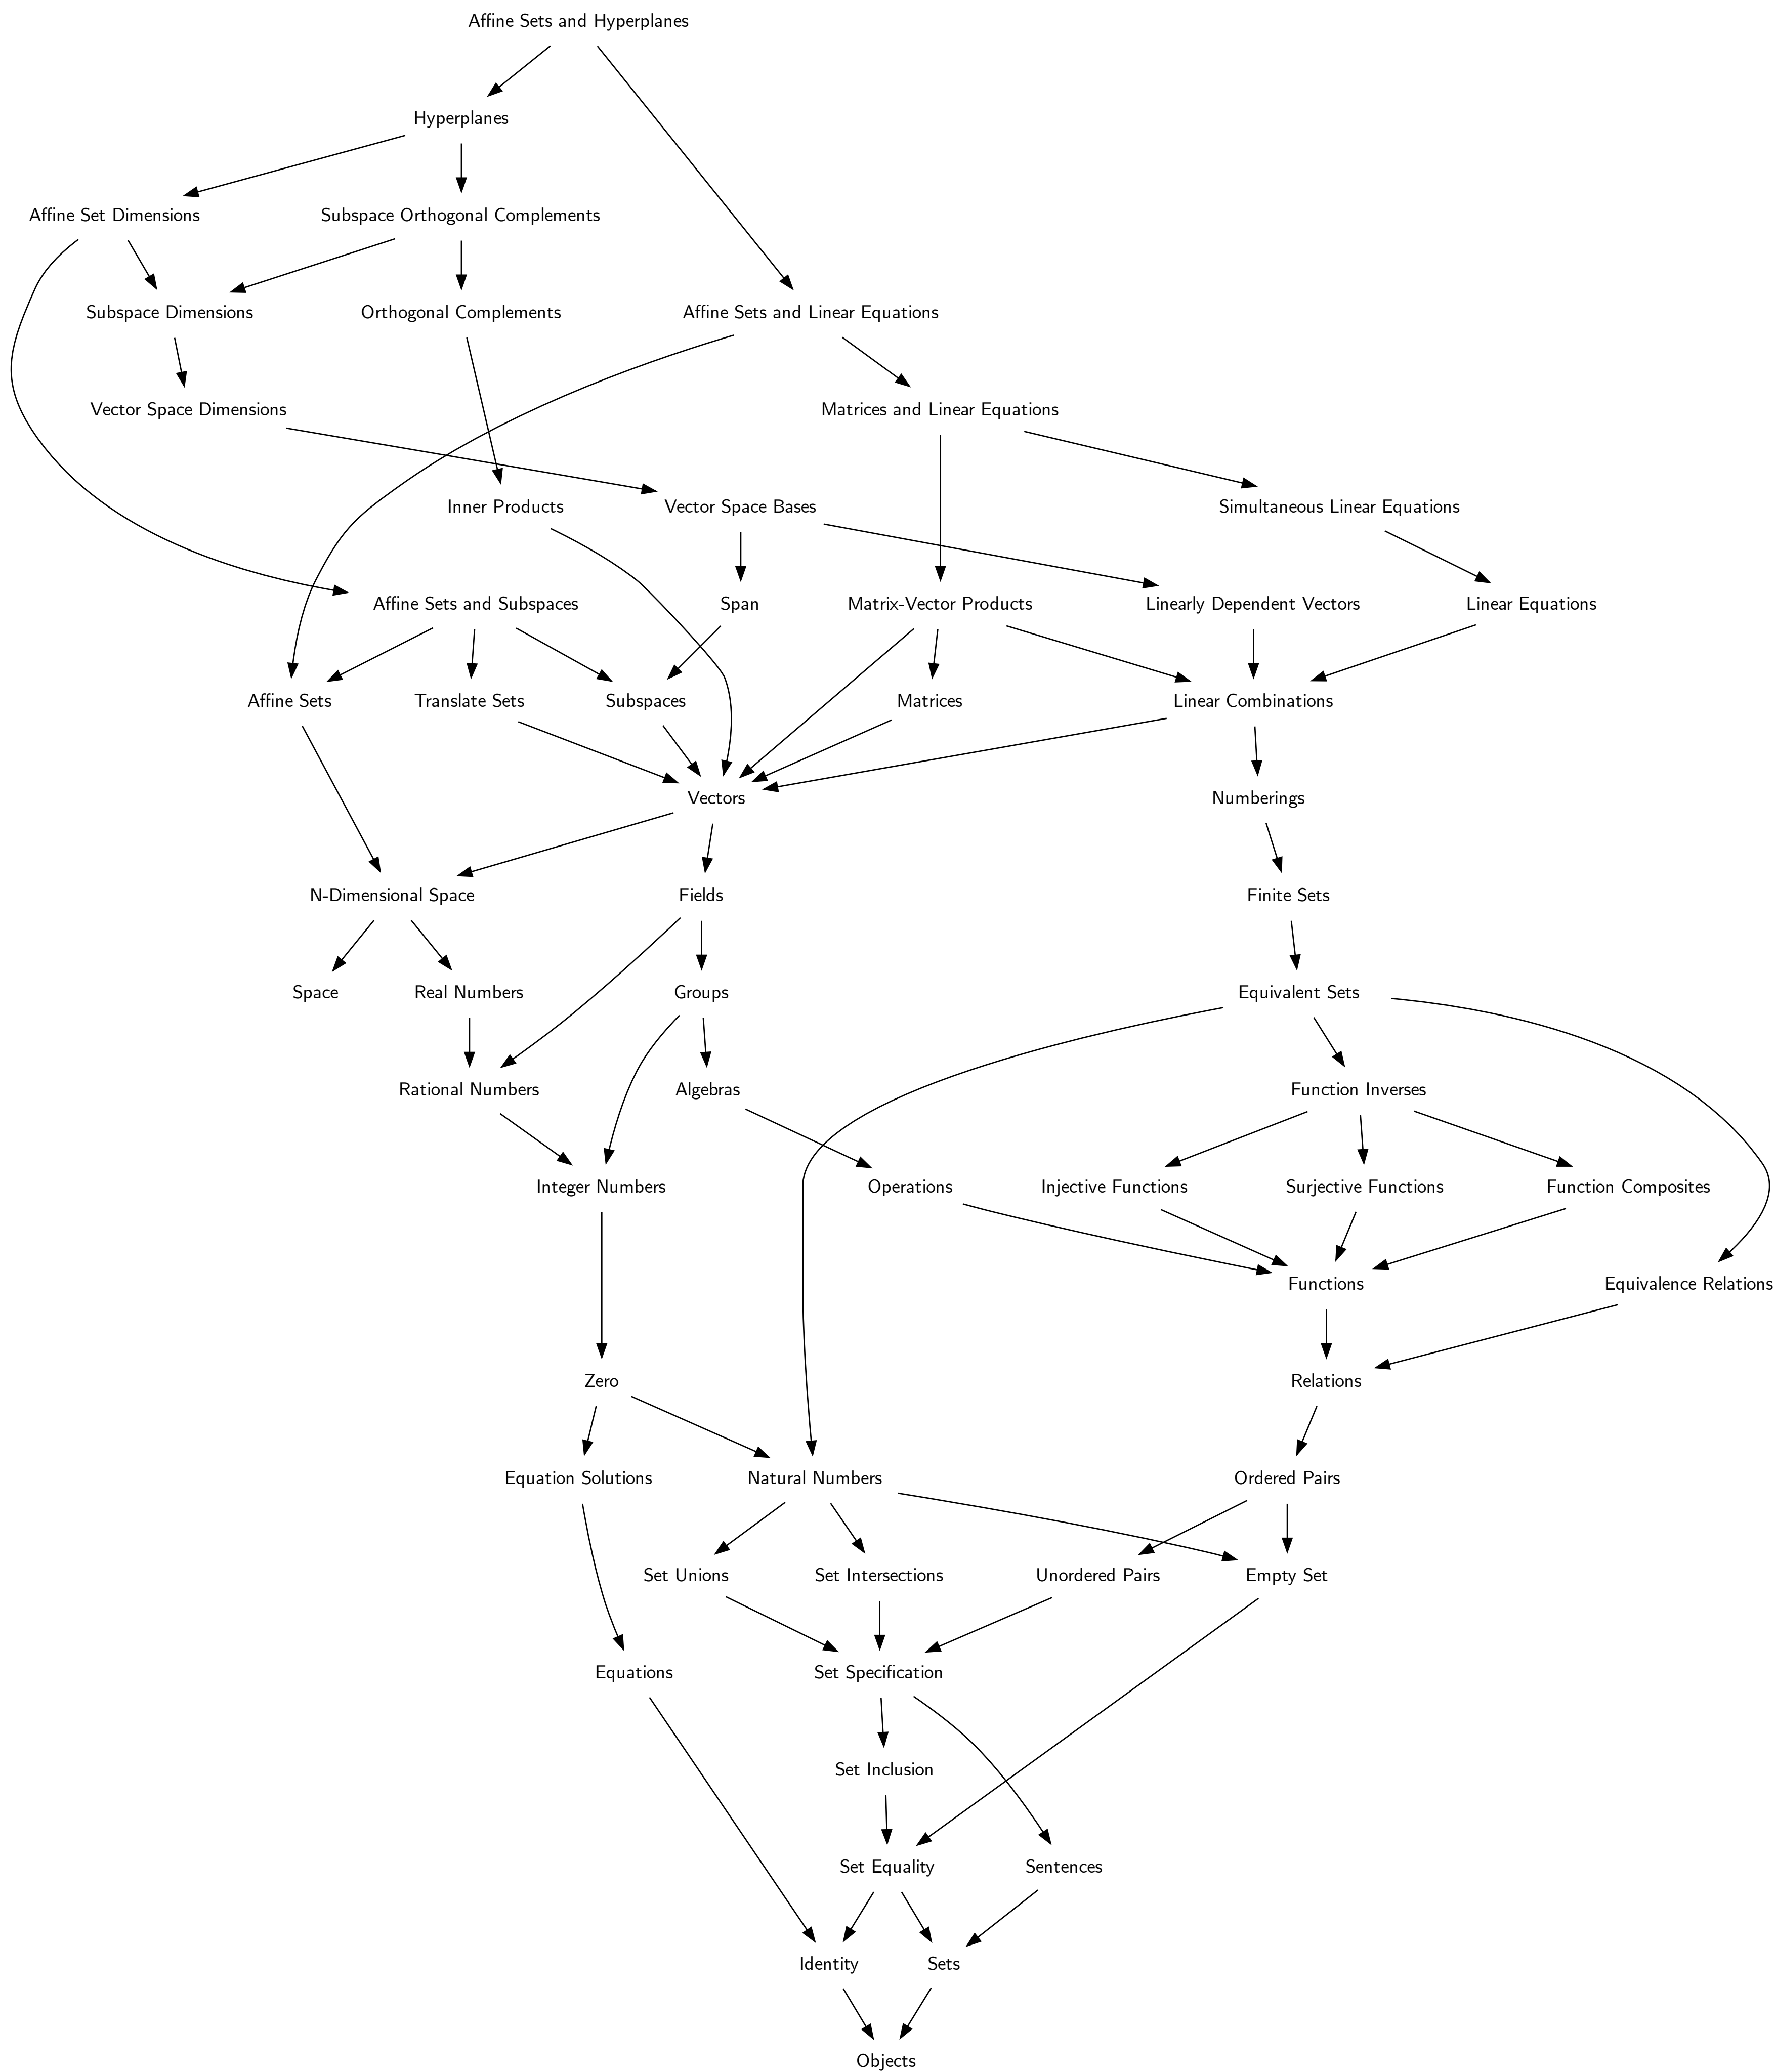 Affine Sets and Hyperplanes
Hyperplanes
Affine Set Dimensions
Subspace Orthogonal Complements
Subspace Dimensions
Orthogonal Complements
Affine Sets and Linear Equations
Vector Space Dimensions
Matrices and Linear Equations
Inner Products
Vector Space Bases
Simultaneous Linear Equations
Affine Sets and Subspaces
Span
Matrix-Vector Products
Linearly Dependent Vectors
Linear Equations
Affine Sets
Translate Sets
Subspaces
Matrices
Linear Combinations
Vectors
Numberings
N-Dimensional Space
Fields
Finite Sets
Space
Real Numbers
Groups
Equivalent Sets
Rational Numbers
Algebras
Function Inverses
Integer Numbers
Operations
Injective Functions
Surjective Functions
Function Composites
Functions
Equivalence Relations
Zero
Relations
Equation Solutions
Natural Numbers
Ordered Pairs
Set Unions
Set Intersections
Unordered Pairs
Empty Set
Equations
Set Specification
Set Inclusion
Set Equality
Sentences
Identity
Sets
Objects